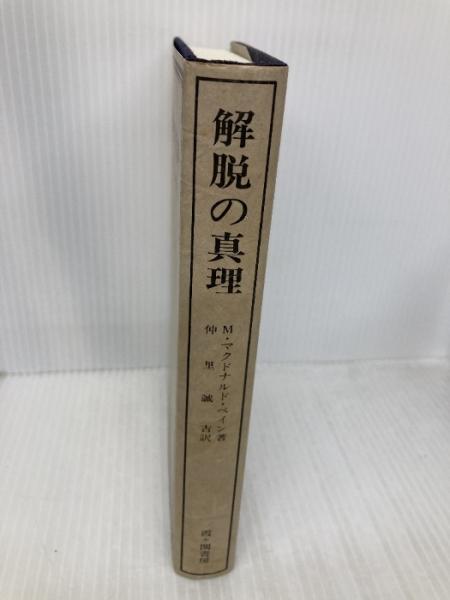 解脱の真理
M・マクドナルド・ベイン著
仲里誠吉訳
霞ヶ関書房